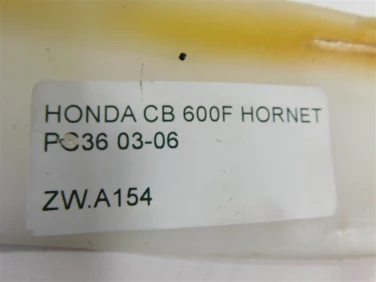 HONDA CB 600F HORNET
PC36 03-06
ZW.A154